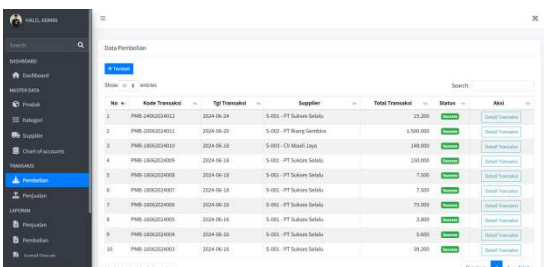 HALO, ADMIN
Search
DASHBOARD
Dashboard
MASTER DATA
Produk
Kategori
Supplier
Chart of accounts
TRANSAKSI
Pembelian
Penjualan
LAPORAN
Penjualan
Pembelian
Jurnal Umum
Data Pembelian
+ Tambah
Show 10 entries
Search:
No Kode Transaksi Tgl Transaksi Supplier Total Transaksi Status Aksi
1 PMB-24062024012 2024-06-24 S-001 - PT Sukses Selalu 15.200 Success Detail Transaksi
2 PMB-20062024011 2024-06-20 S-002 - PT Riang Gembira 1.500.000 Success Detail Transaksi
3 PMB-18062024010 2024-06-18 S-003 - CV Abadi Jaya 148.000 Success Detail Transaksi
4 PMB-18062024009 2024-06-18 S-001 - PT Sukses Selalu 150.000 Success Detail Transaksi
5 PMB-18062024008 2024-06-18 S-001 - PT Sukses Selalu 7.500 Success Detail Transaksi
6 PMB-18062024007 2024-06-18 S-001 - PT Sukses Selalu 7.500 Success Detail Transaksi
7 PMB-16062024006 2024-06-16 S-001 - PT Sukses Selalu 75.000 Success Detail Transaksi
8 PMB-16062024005 2024-06-16 S-001 - PT Sukses Selalu 2.800 Success Detail Transaksi
9 PMB-16062024004 2024-06-16 S-001 - PT Sukses Selalu Success Detail Transaksi
10 PMB-16062024003 2024-06-16 S-001 - PT Sukses Selalu 39.200 Success Detail Transaksi